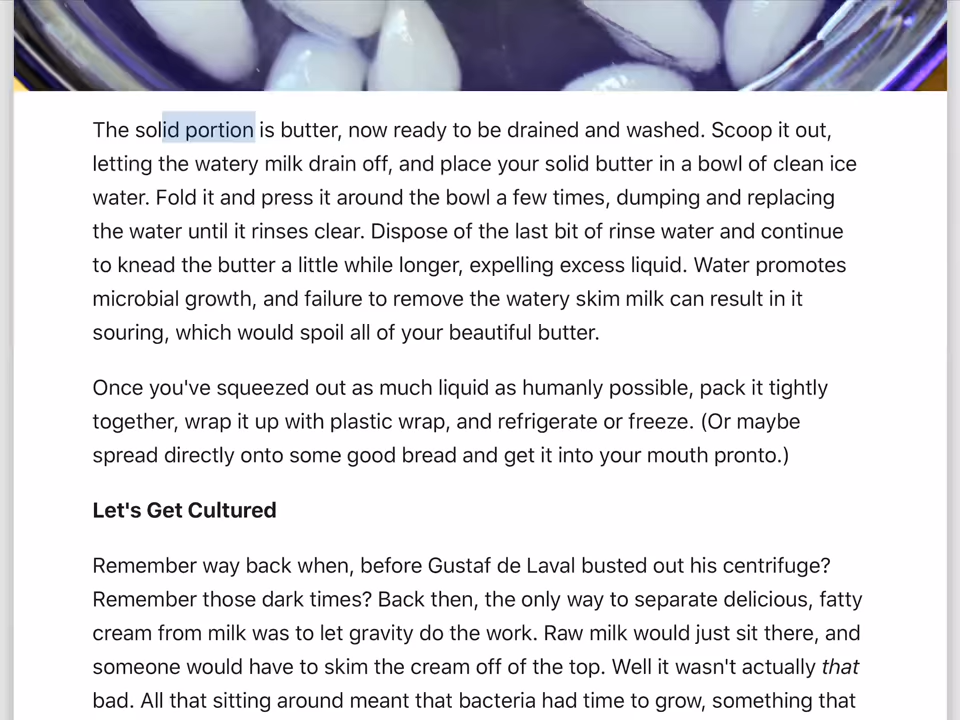 The solid portion is butter, now ready to be drained and washed. Scoop it out,
letting the watery milk drain off, and place your solid butter in a bowl of clean ice
water. Fold it and press it around the bowl a few times, dumping and replacing
the water until it rinses clear. Dispose of the last bit of rinse water and continue
to knead the butter a little while longer, expelling excess liquid. Water promotes
microbial growth, and failure to remove the watery skim milk can result in it
souring, which would spoil all of your beautiful butter.
Once you've squeezed out as much liquid as humanly possible, pack it tightly
together, wrap it up with plastic wrap, and refrigerate or freeze. (Or maybe
spread directly onto some good bread and get it into your mouth pronto.)
Let's Get Cultured
Remember way back when, before Gustaf de Laval busted out his centrifuge?
Remember those dark times? Back then, the only way to separate delicious, fatty
cream from milk was to let gravity do the work. Raw milk would just sit there, and
someone would have to skim the cream off of the top. Well it wasn't actually that
bad. All that sitting around meant that bacteria had time to grow, something that